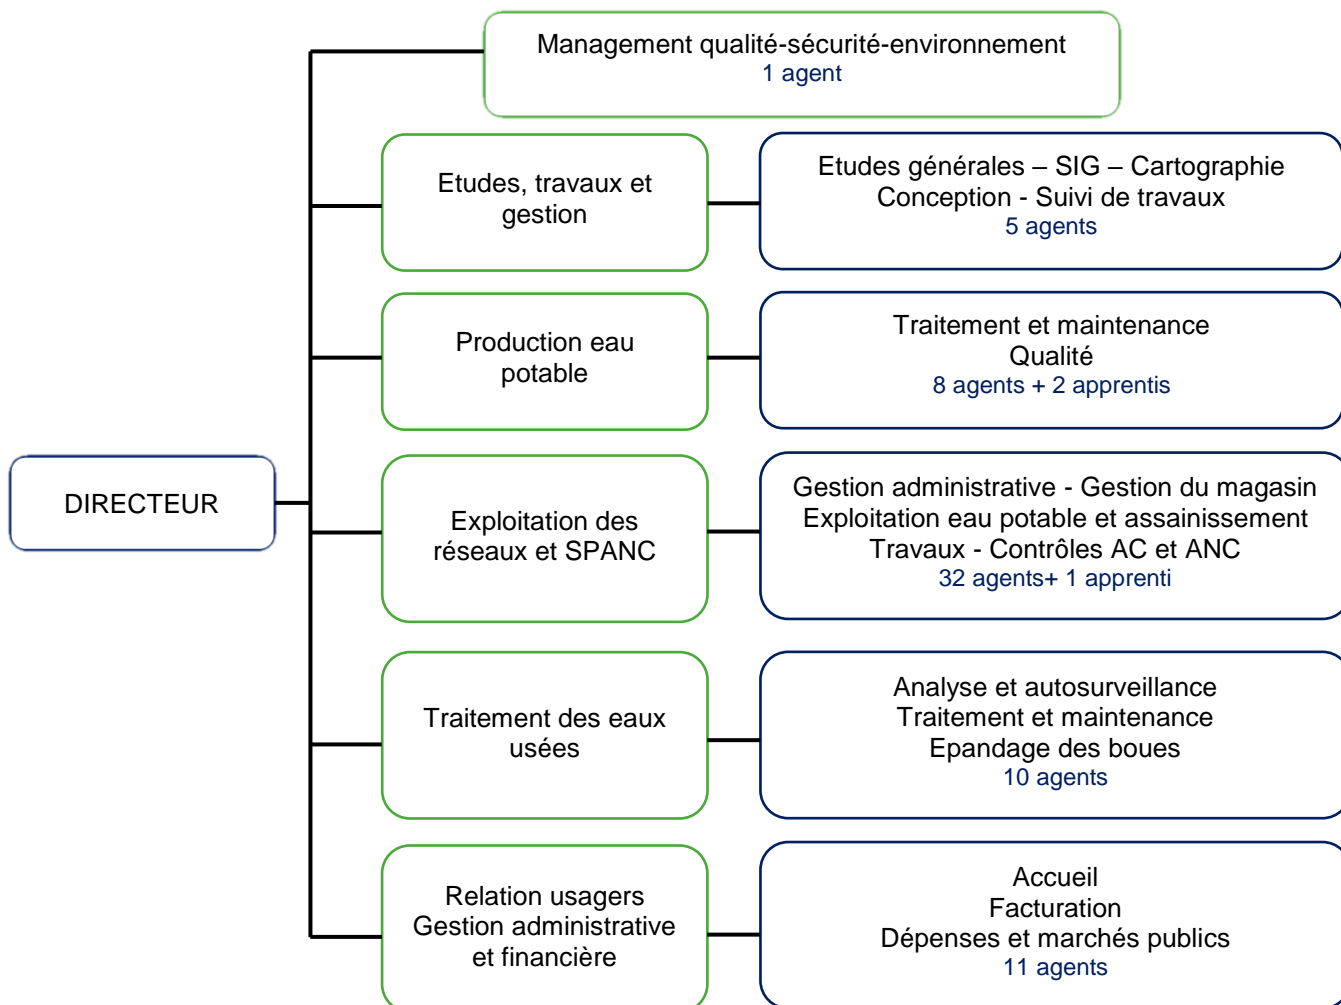 Management qualité-sécurité-environnement
1 agent
Etudes, travaux et
gestion
Etudes générales – SIG – Cartographie
Conception - Suivi de travaux
5 agents
Production eau
potable
Traitement et maintenance
Qualité
8 agents + 2 apprentis
DIRECTEUR
Exploitation des
réseaux et SPANC
Gestion administrative - Gestion du magasin
Exploitation eau potable et assainissement
Travaux - Contrôles AC et ANC
32 agents+ 1 apprenti
Traitement des eaux
usées
Analyse et autosurveillance
Traitement et maintenance
Epandage des boues
10 agents
Relation usagers
Gestion administrative
et financière
Accueil
Facturation
Dépenses et marchés publics
11 agents